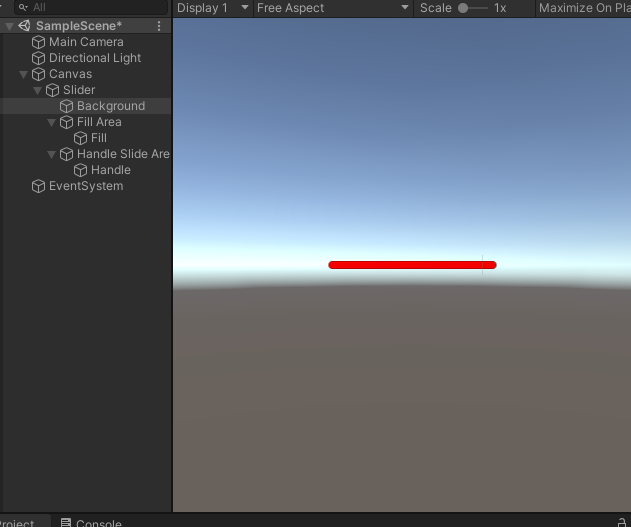 All
Display 1 Free Aspect Scale 1x Maximize On Pla
SampleScene*
Main Camera
Directional Light
Canvas
Slider
Background
Fill Area
Fill
Handle Slide Are
Handle
EventSystem
roject Console